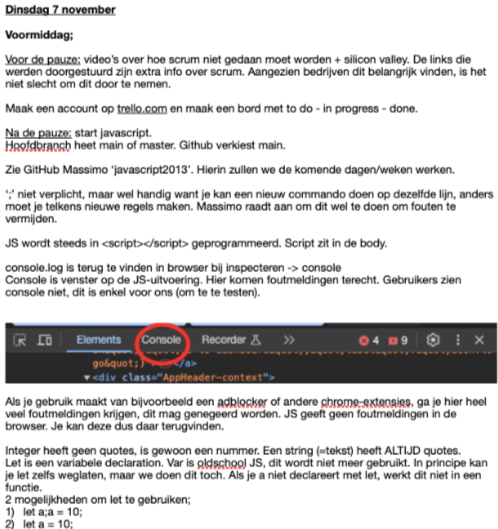 Dinsdag 7 november
Voormiddag;
Voor de pauze: video's over hoe scrum niet gedaan moet worden + silicon valley. De links die
werden doorgestuurd zijn extra info over scrum. Aangezien bedrijven dit belangrijk vinden, is het
niet slecht om dit door te nemen.
Maak een account op trello.com en maak een bord met to do - in progress - done.
Na de pauze: start javascript.
Hoofdbranch heet main of master. Github verkiest main.
Zie GitHub Massimo 'javascript2013'. Hierin zullen we de komende dagen/weken werken.
';' niet verplicht, maar wel handig want je kan een nieuw commando doen op dezelfde lijn, anders
moet je telkens nieuwe regels maken. Massimo raadt aan om dit wel te doen om fouten te
vermijden.
JS wordt steeds in <script></script> geprogrammeerd. Script zit in de body.
console.log is terug te vinden in browser bij inspecteren -> console
Console is venster op de JS-uitvoering. Hier komen foutmeldingen terecht. Gebruikers zien
console niet, dit is enkel voor ons (om te te testen).
Elements Console Recorder 4 9
go&quot;} </a>
<div class="AppHeader-context">
Als je gebruik maakt van bijvoorbeeld een adblocker of andere chrome-extensies, ga je hier heel
veel foutmeldingen krijgen, dit mag genegeerd worden. JS geeft geen foutmeldingen in de
browser. Je kan deze dus daar terugvinden.
Integer heeft geen quotes, is gewoon een nummer. Een string (=tekst) heeft ALTIJD quotes.
Let is een variabele declaration. Var is oldschool JS, dit wordt niet meer gebruikt. In principe kan
je let zelfs weglaten, maar we doen dit toch. Als je a niet declareert met let, werkt dit niet in een
functie.
2 mogelijkheden om let te gebruiken;
1) let a;a = 10;
2) let a = 10;